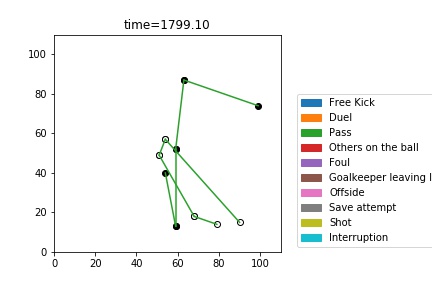 time=1799.10
100
80
60
40
20
0
0 20 40 60 80 100
Free Kick
Duel
Pass
Others on the ball
Foul
Goalkeeper leaving l
Offside
Save attempt
Shot
Interruption